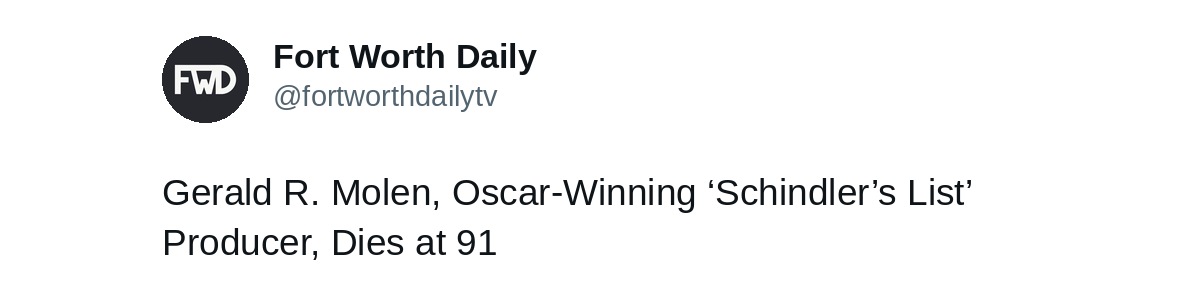 FWD
Fort Worth Daily
@fortworthdailytv
Gerald R. Molen, Oscar-Winning ‘Schindler’s List’
Producer, Dies at 91